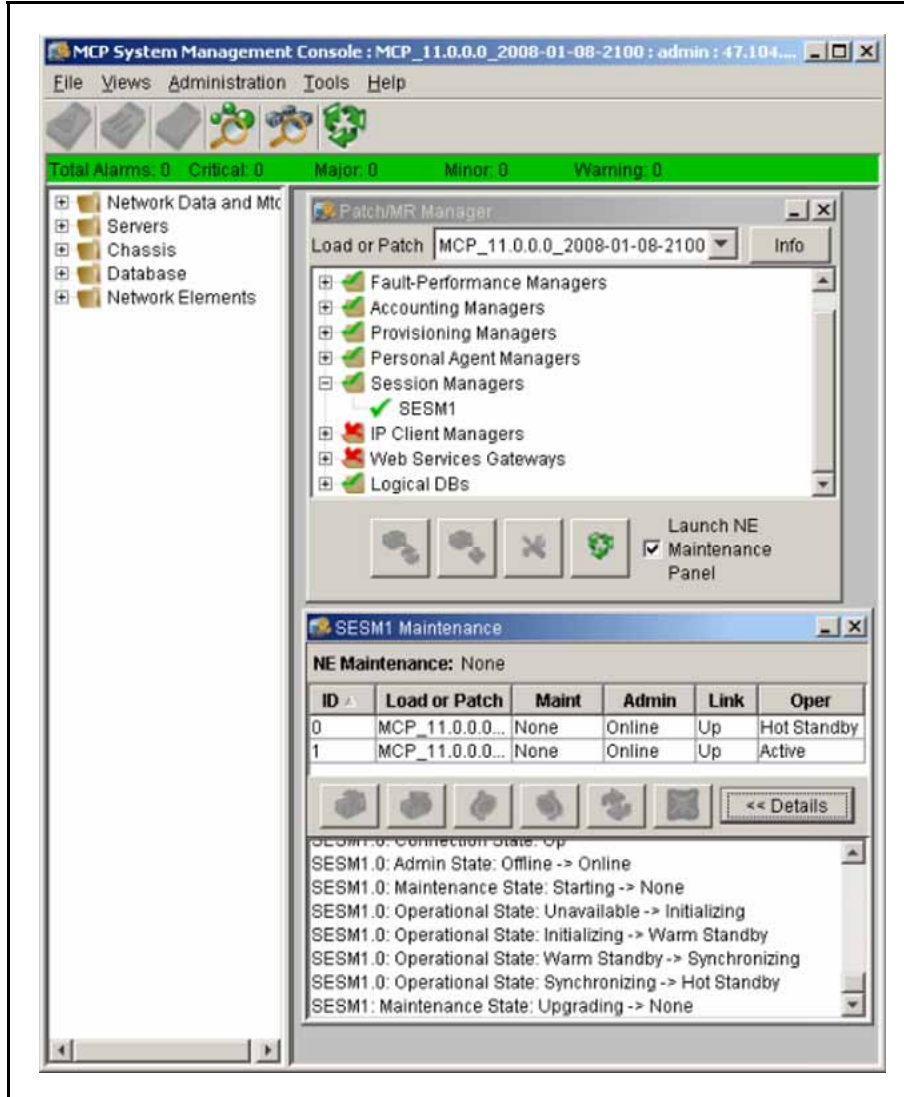 MCP System Management Console : MCP_11.0.0.0_2008-01-08-2100 : admin : 47.104....
File Views Administration Tools Help
Total Alarms: 0 Critical: 0 Major: 0 Minor: 0 Warning: 0
Network Data and Mtc
Servers
Chassis
Database
Network Elements
Patch/MR Manager
Load or Patch MCP_11.0.0.0_2008-01-08-2100 Info
Fault-Performance Managers
Accounting Managers
Provisioning Managers
Personal Agent Managers
Session Managers
SESM1
IP Client Managers
Web Services Gateways
Logical DBs
Launch NE
Maintenance
Panel
SESM1 Maintenance
NE Maintenance: None
ID Load or Patch Maint Admin Link Oper
0 MCP_11.0.0.0... None Online Up Hot Standby
1 MCP_11.0.0.0... None Online Up Active
<< Details
SESM1.0: Connection State: Up
SESM1.0: Admin State: Offline -> Online
SESM1.0: Maintenance State: Starting -> None
SESM1.0: Operational State: Unavailable -> Initializing
SESM1.0: Operational State: Initializing -> Warm Standby
SESM1.0: Operational State: Warm Standby -> Synchronizing
SESM1.0: Operational State: Synchronizing -> Hot Standby
SESM1: Maintenance State: Upgrading -> None